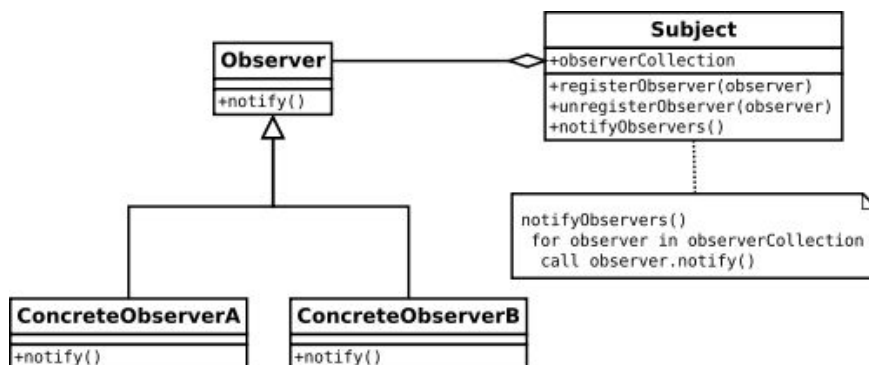 Subject
+observerCollection
+registerObserver(observer)
+unregisterObserver(observer)
+notifyObservers()
Observer
+notify()
notifyObservers()
for observer in observerCollection
call observer.notify()
ConcreteObserverA
+notify()
ConcreteObserverB
+notify()